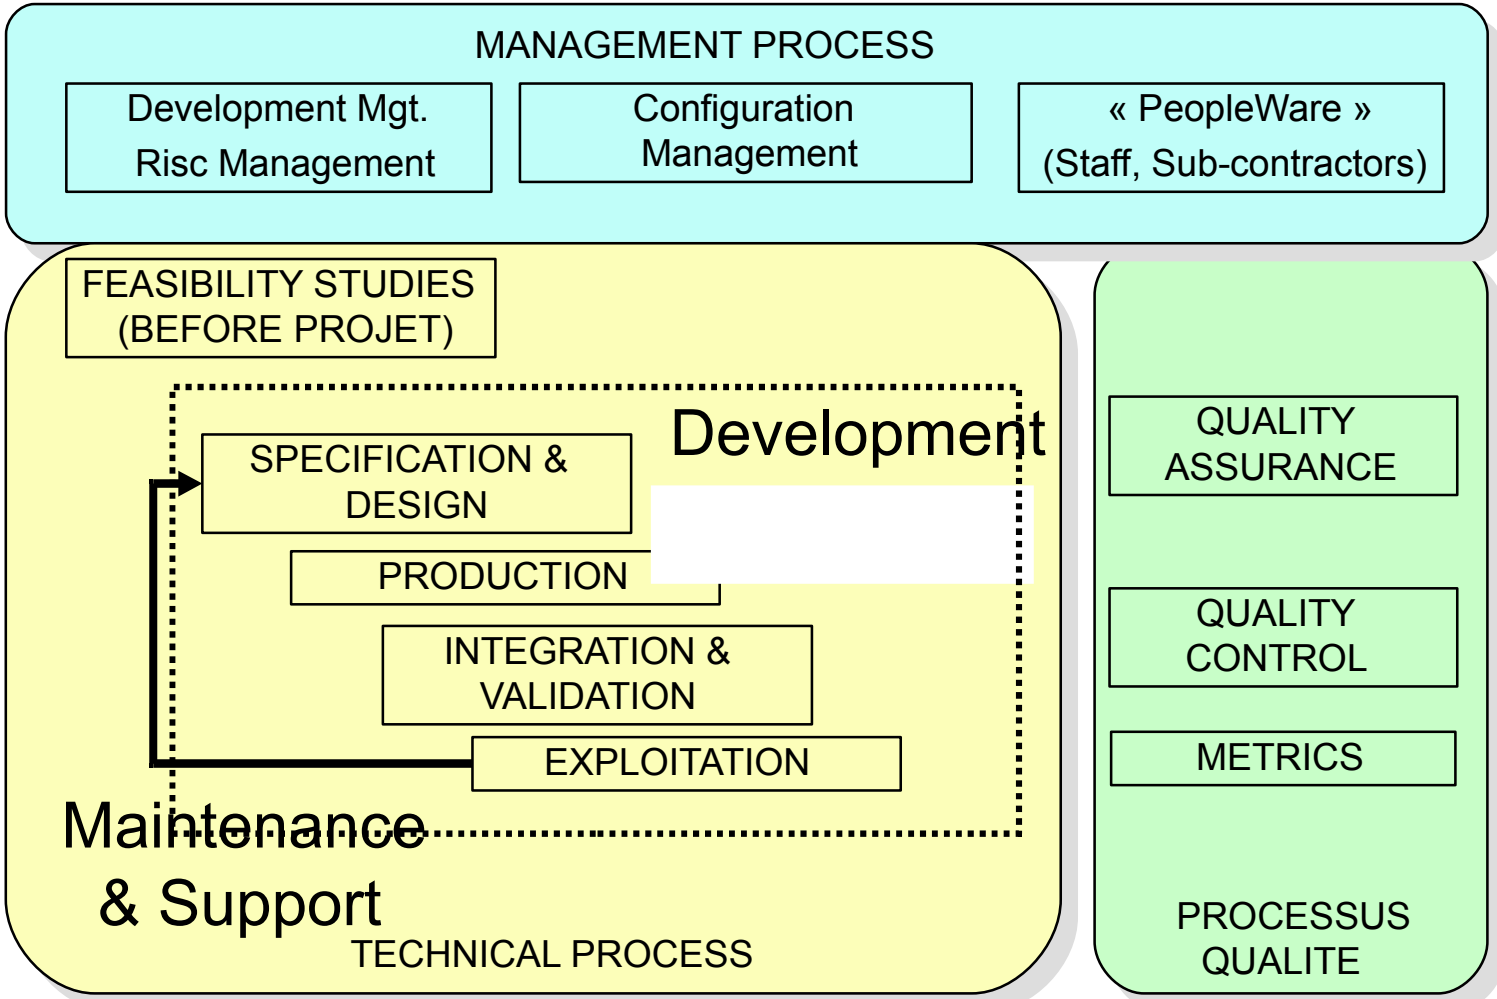 MANAGEMENT PROCESS
Development Mgt.
Risc Management
Configuration
Management
« PeopleWare »
(Staff, Sub-contractors)
FEASIBILITY STUDIES
(BEFORE PROJET)
Development
SPECIFICATION &
DESIGN
PRODUCTION
INTEGRATION &
VALIDATION
EXPLOITATION
Maintenance
& Support
TECHNICAL PROCESS
QUALITY
ASSURANCE
QUALITY
CONTROL
METRICS
PROCESSUS
QUALITE